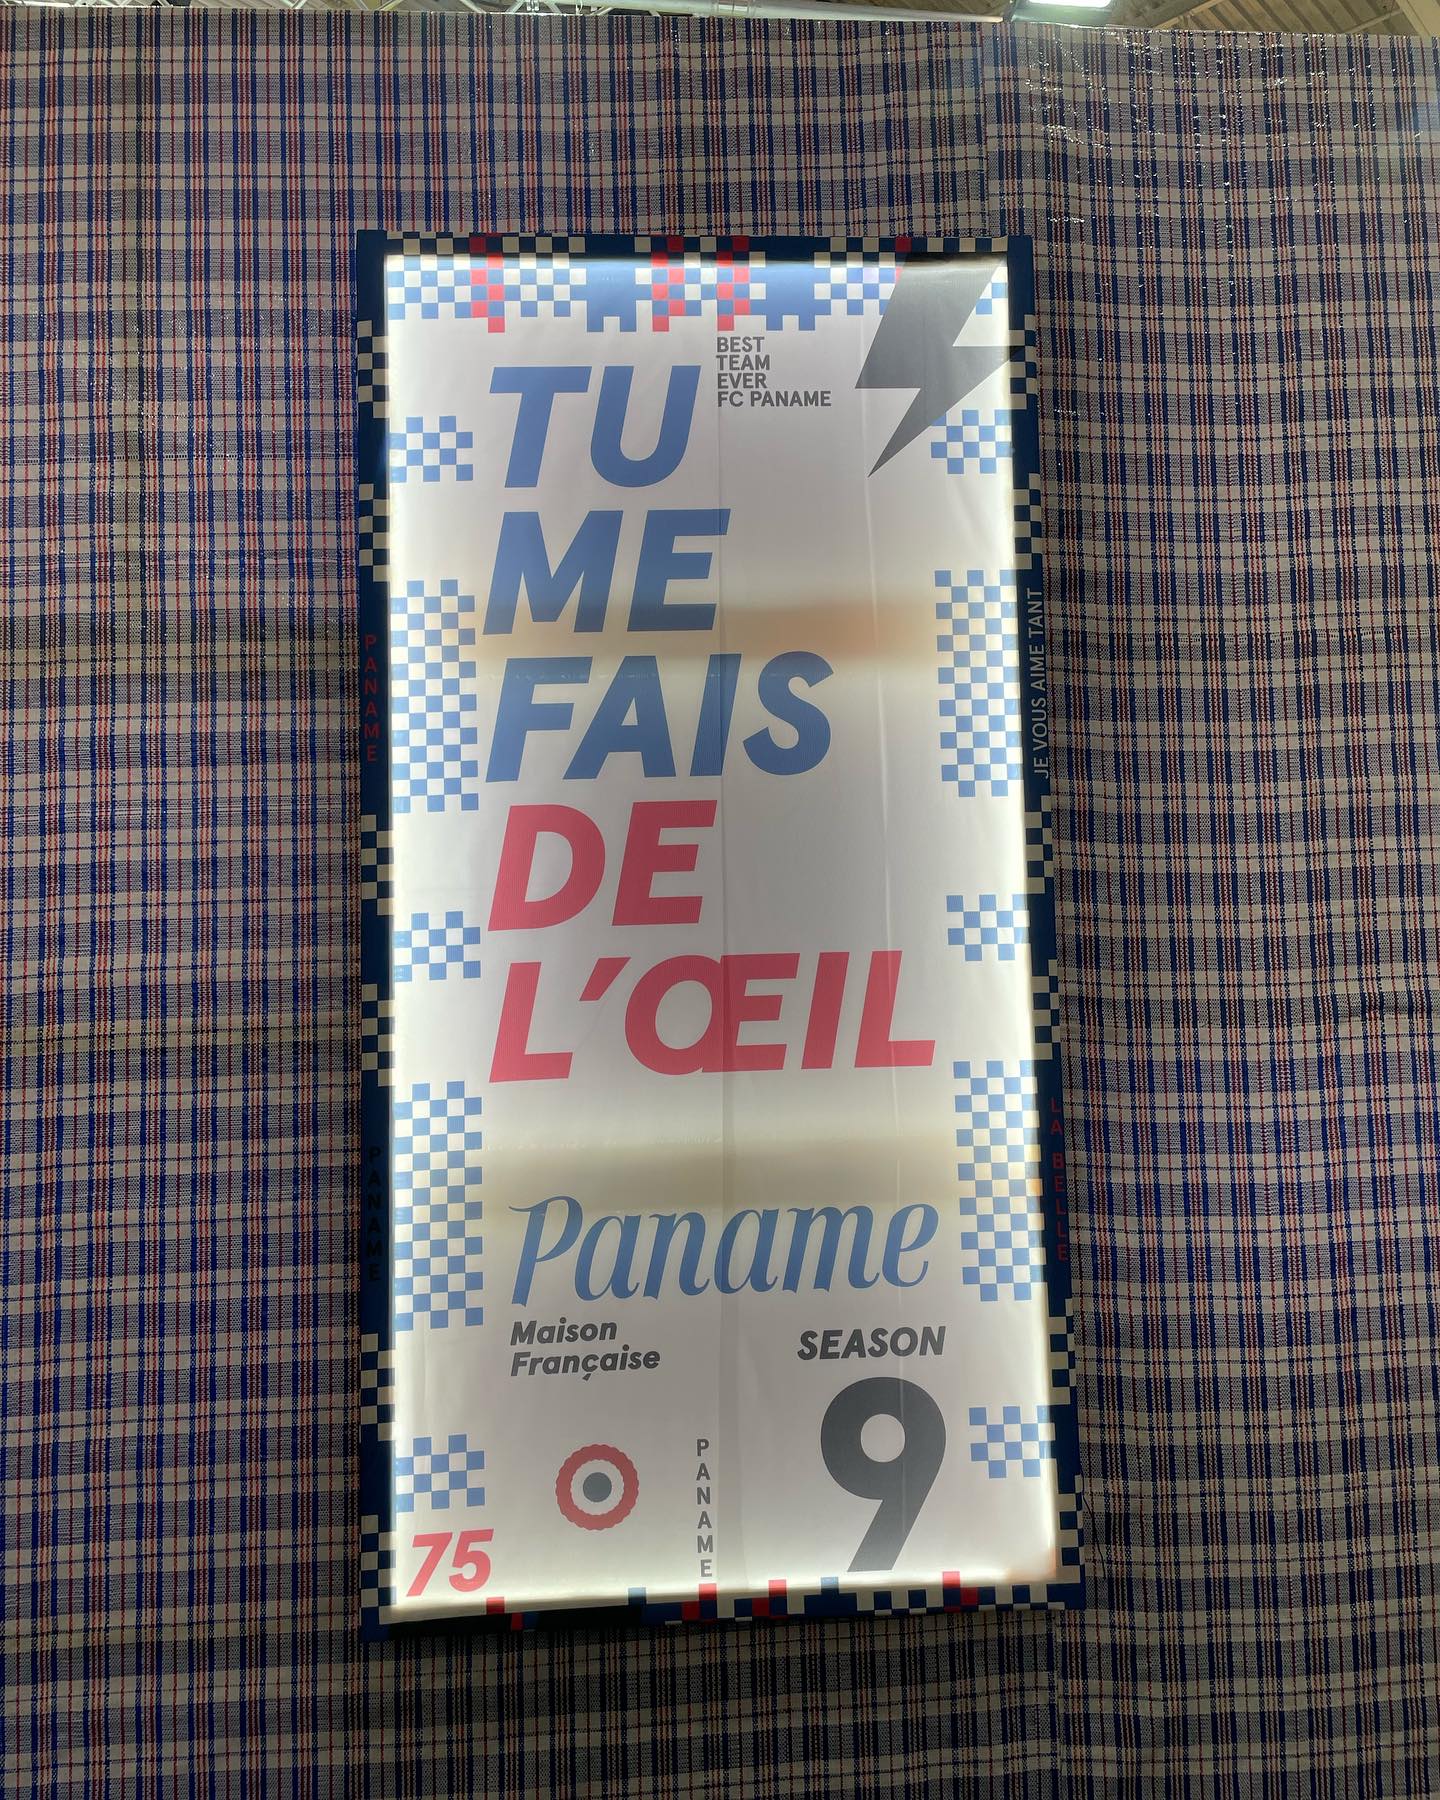 BEST
TEAM
EVER
FC PANAME
TU
ME
FAIS
DE
L'ŒIL
PANAME
JE VOUS AIME TANT
PANAME
LA BELLE
Paname
Maison
Française
SEASON
9
PANAME
75